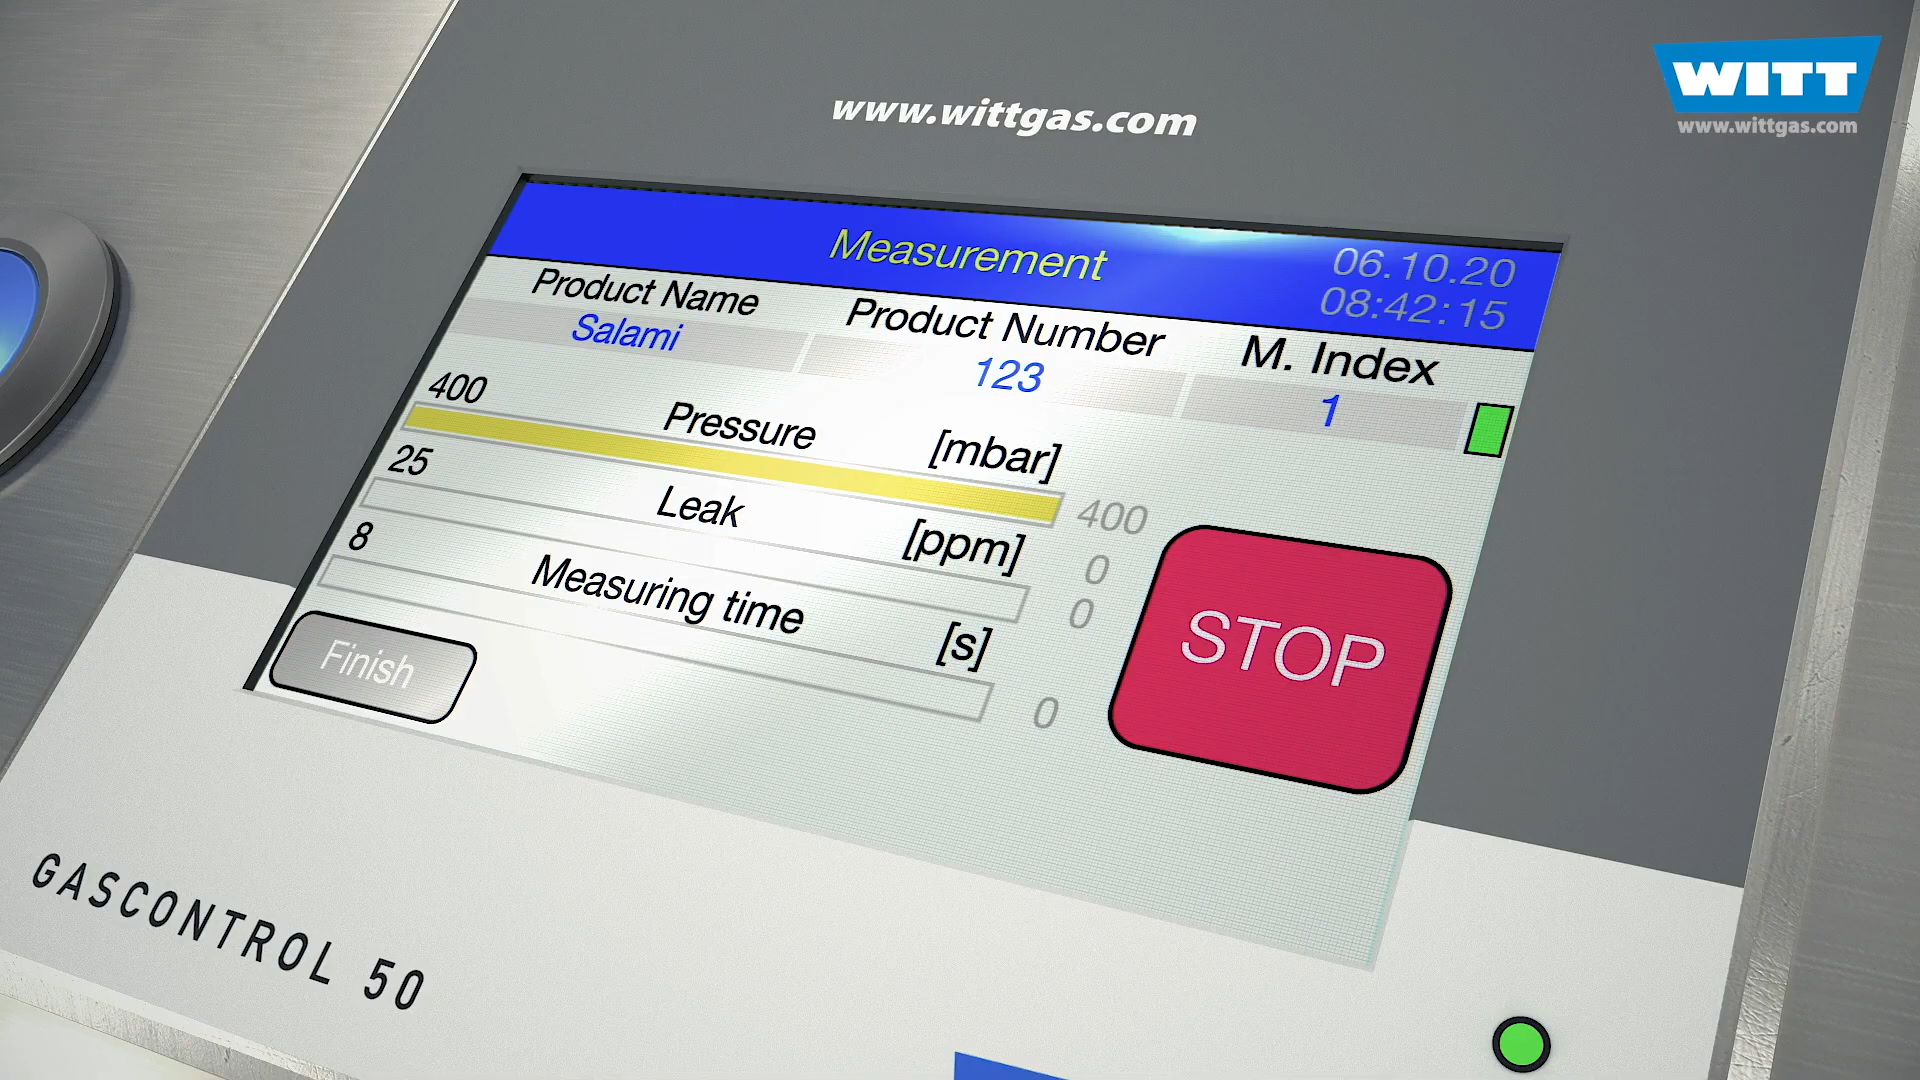 WITT
www.wittgas.com
www.wittgas.com
Measurement
06.10.20
08:42:15
Product Name
Product Number
M. Index
Salami
123
1
400
Pressure
[mbar]
400
25
Leak
[ppm]
0
0
8
Measuring time
[s]
0
Finish
STOP
GASCONTROL 50